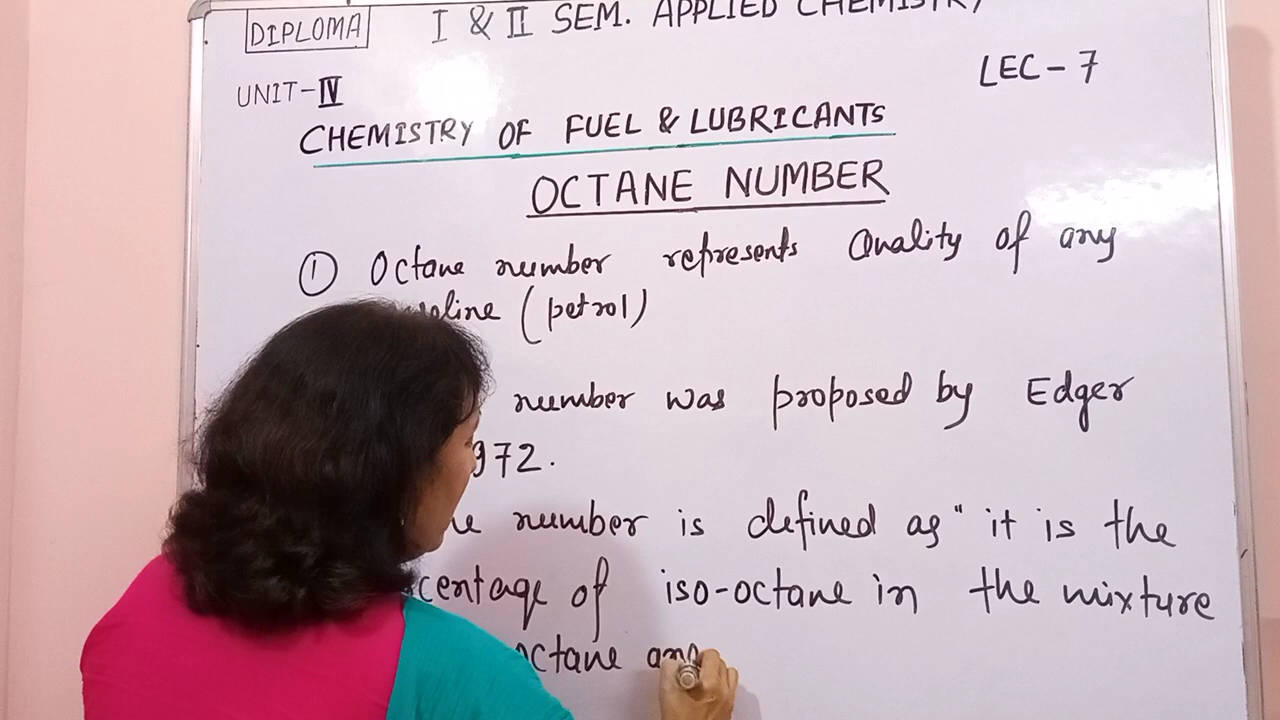 DIPLOMA I & II SEM. APPLIED CHEMISTRY
LEC-7
UNIT-IV
CHEMISTRY OF FUEL & LUBRICANTS
OCTANE NUMBER
① Octane number represents Quality of any
(petrol)
number was proposed by Edger
972.
number is defined as " it is the
of iso-octane in the mixture
octane